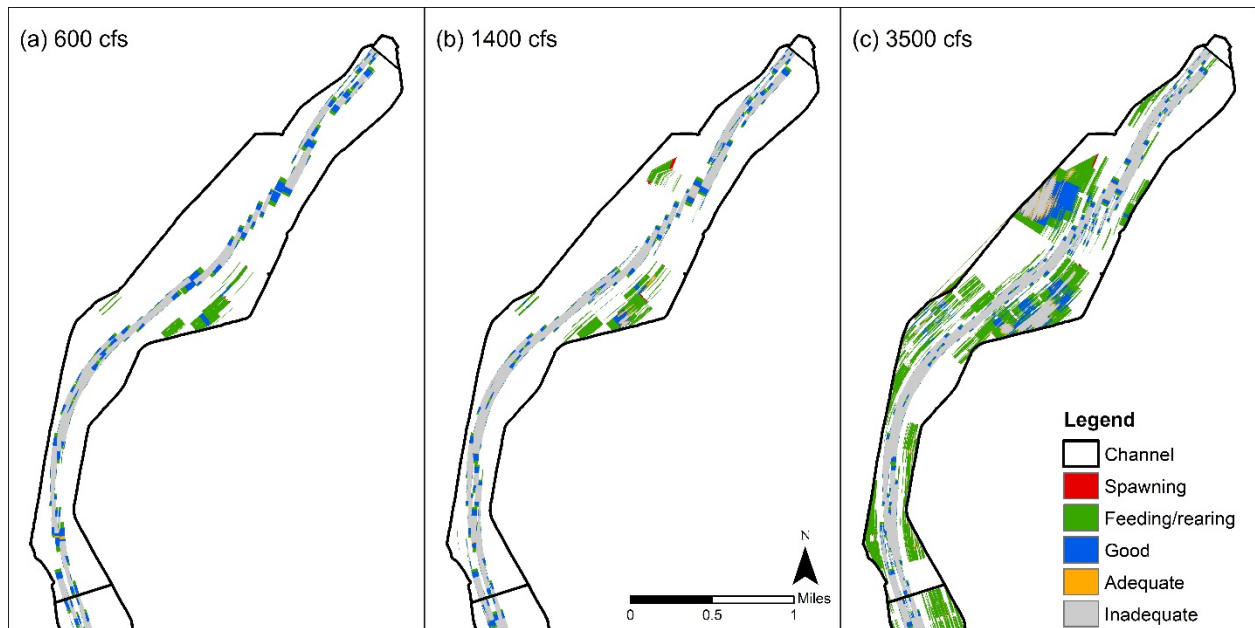 (a) 600 cfs
(b) 1400 cfs
(c) 3500 cfs
Legend
Channel
Spawning
Feeding/rearing
Good
Adequate
Inadequate
N
Miles
0 0.5 1